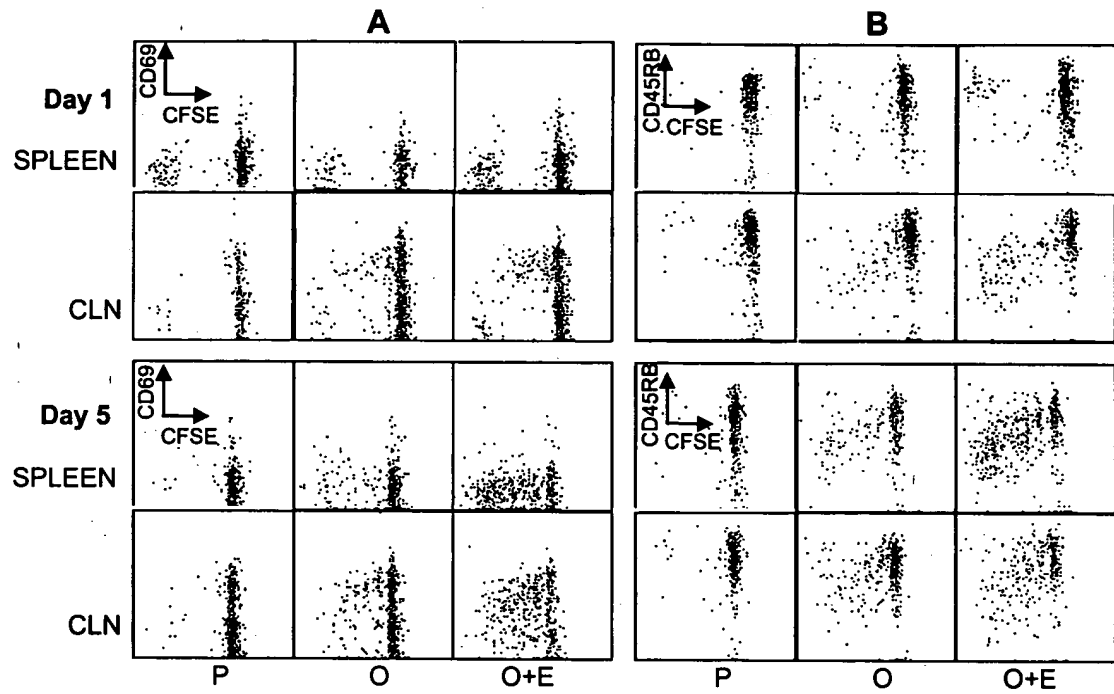 A
B
Day 1
SPLEEN
CD69
CFSE
CD45RB
CFSE
CLN
Day 5
SPLEEN
CD69
CFSE
CD45RB
CFSE
CLN
P
O
O+E
P
O
O+E